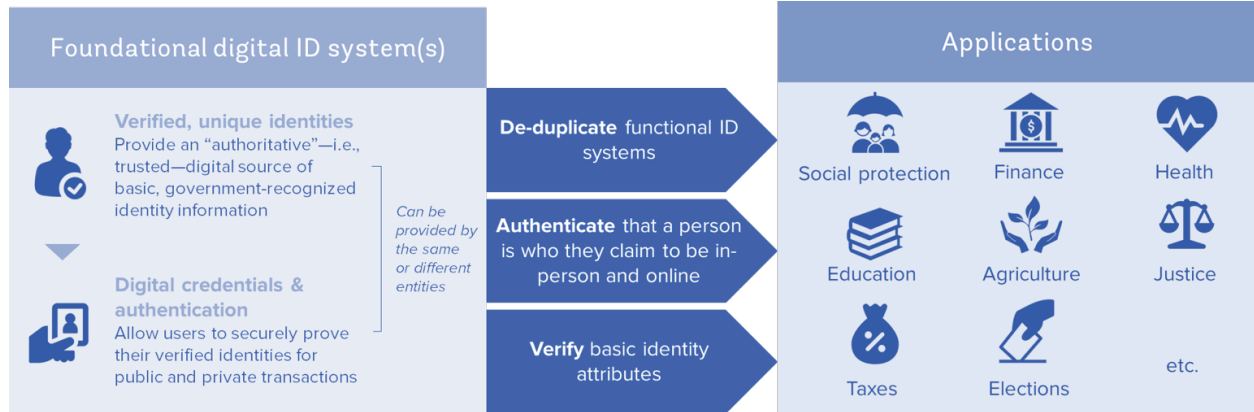 Foundational digital ID system(s)
Verified, unique identities
Provide an “authoritative”—i.e.,
trusted—digital source of
basic, government-recognized
identity information
Digital credentials &
authentication
Allow users to securely prove
their verified identities for
public and private transactions
Can be
provided by
the same
or different
entities
De-duplicate functional ID
systems
Authenticate that a person
is who they claim to be in-
person and online
Verify basic identity
attributes
Applications
Social protection
Finance
Health
Education
Agriculture
Justice
Taxes
Elections
etc.